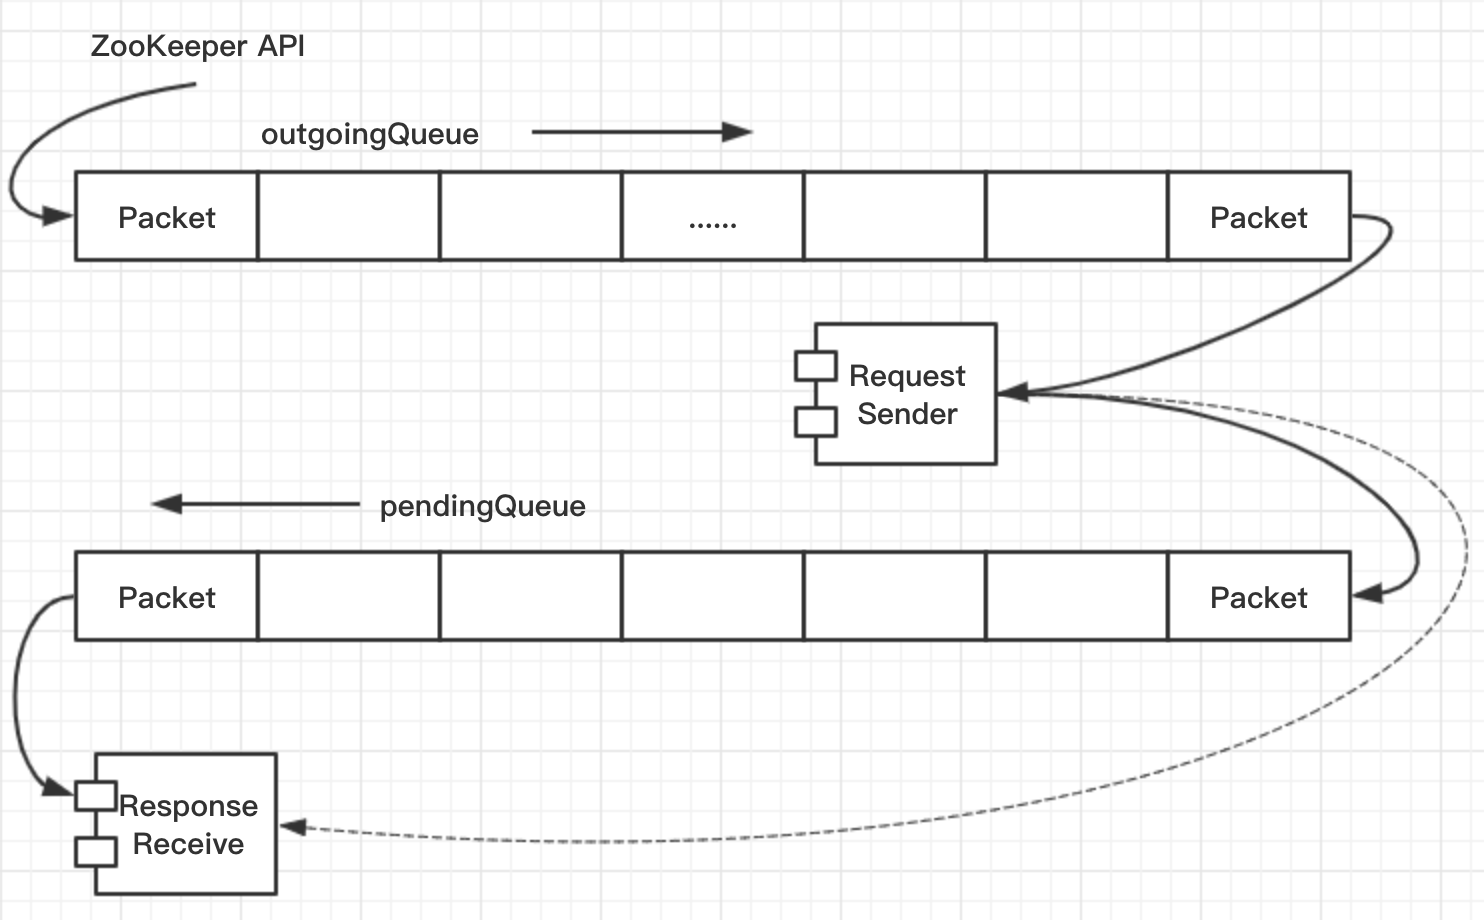 ZooKeeper API
outgoingQueue
Packet
......
Packet
Request
Sender
pendingQueue
Packet
Packet
Response
Receive